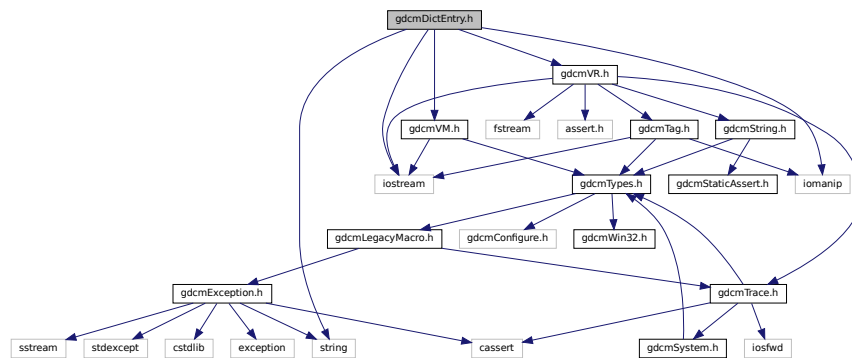 gdcmDictEntry.h
gdcmVR.h
gdcmVM.h
fstream
assert.h
gdcmTag.h
gdcmString.h
iostream
gdcmTypes.h
gdcmStaticAssert.h
iomanip
gdcmLegacyMacro.h
gdcmConfigure.h
gdcmWin32.h
gdcmException.h
gdcmTrace.h
sstream
stdexcept
cstdlib
exception
string
cassert
gdcmSystem.h
iosfwd